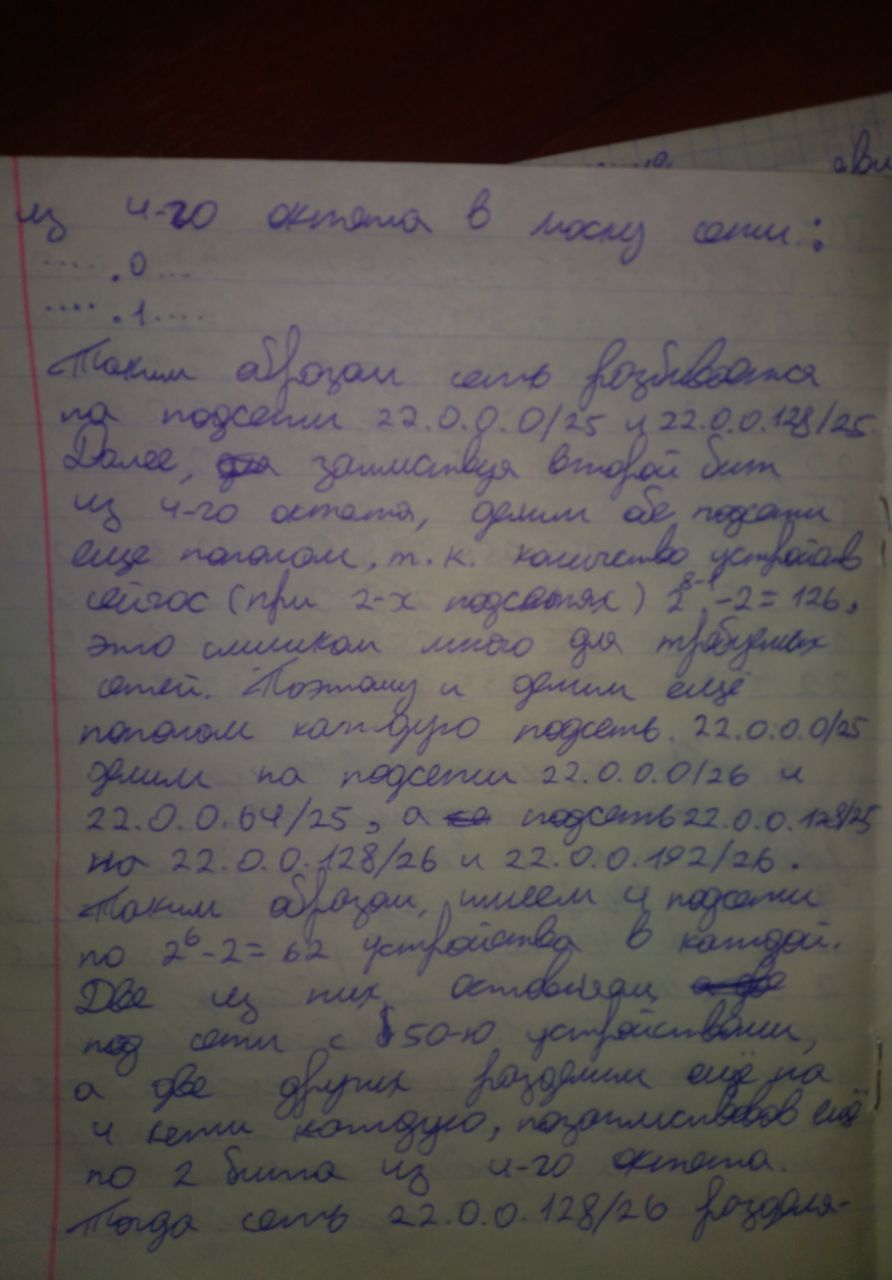 из 4-го октета в маску сети:
.... .0...
.... .1....
Таким образом сеть разбивается
на подсети 22.0.0.0/25 и 22.0.0.128/25.
Далее, заимствуя второй бит
из 4-го октета, делим обе подсети
ещё пополам, т.к. количество устройств
сейчас (при 2-х подсетях) 2^8-1-2=126,
это слишком много для требуемых
сетей. Поэтому и делим ещё
пополам каждую подсеть. 22.0.0.0/25
делим на подсети 22.0.0.0/26 и
22.0.0.64/25, а подсеть 22.0.0.128/25
на 22.0.0.128/26 и 22.0.0.192/26.
Таким образом, имеем 4 подсети
по 2^6-2=62 устройства в каждой.
Две из них оставляем
под сети с 50-ю устройствами,
а две других разделим ещё на
4 сети каждую, позаимствовав ещё
по 2 бита из 4-го октета.
Тогда сеть 22.0.0.128/26 разделя-